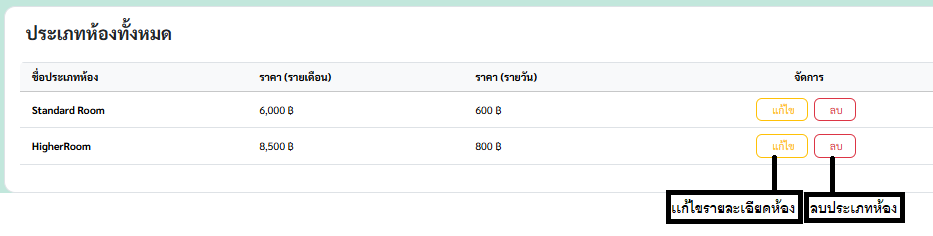 ประเภทห้องทั้งหมด
ชื่อประเภทห้อง ราคา (รายเดือน) ราคา (รายวัน) จัดการ
Standard Room 6,000 ฿ 600 ฿ แก้ไข ลบ
HigherRoom 8,500 ฿ 800 ฿ แก้ไข ลบ
แก้ไขรายละเอียดห้อง ลบประเภทห้อง